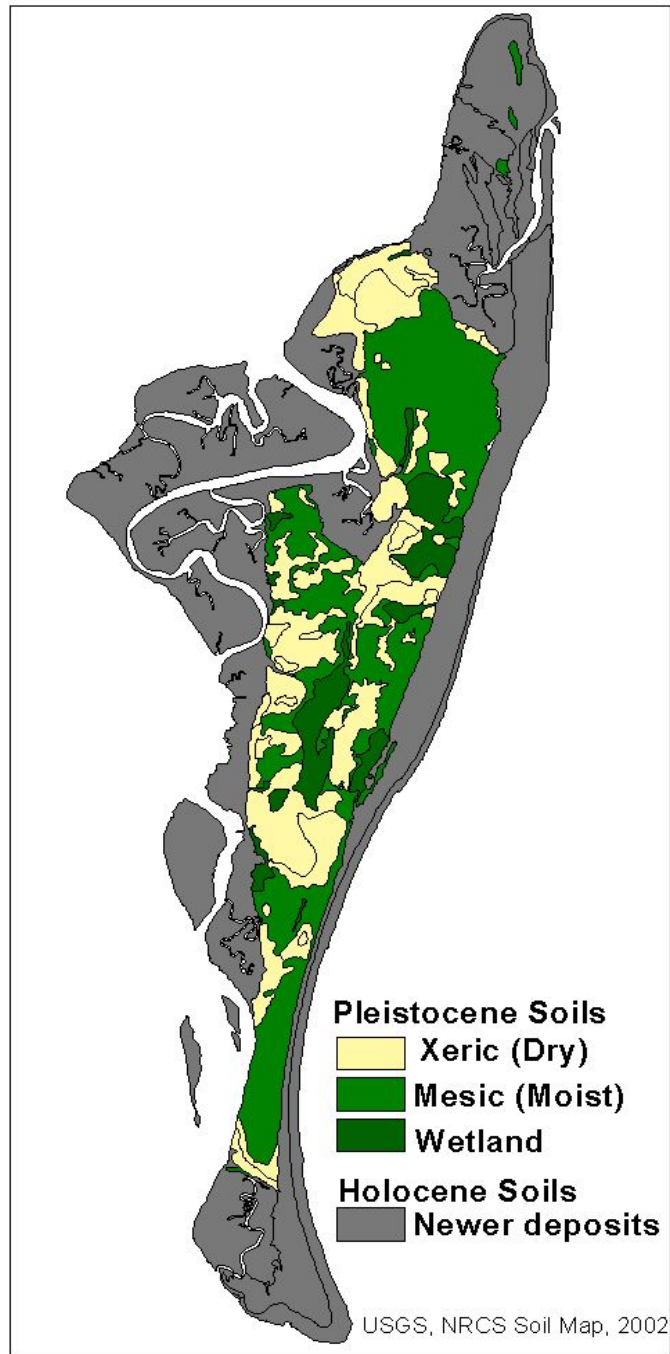 Pleistocene Soils
Xeric (Dry)
Mesic (Moist)
Wetland
Holocene Soils
Newer deposits
USGS, NRCS Soil Map, 2002